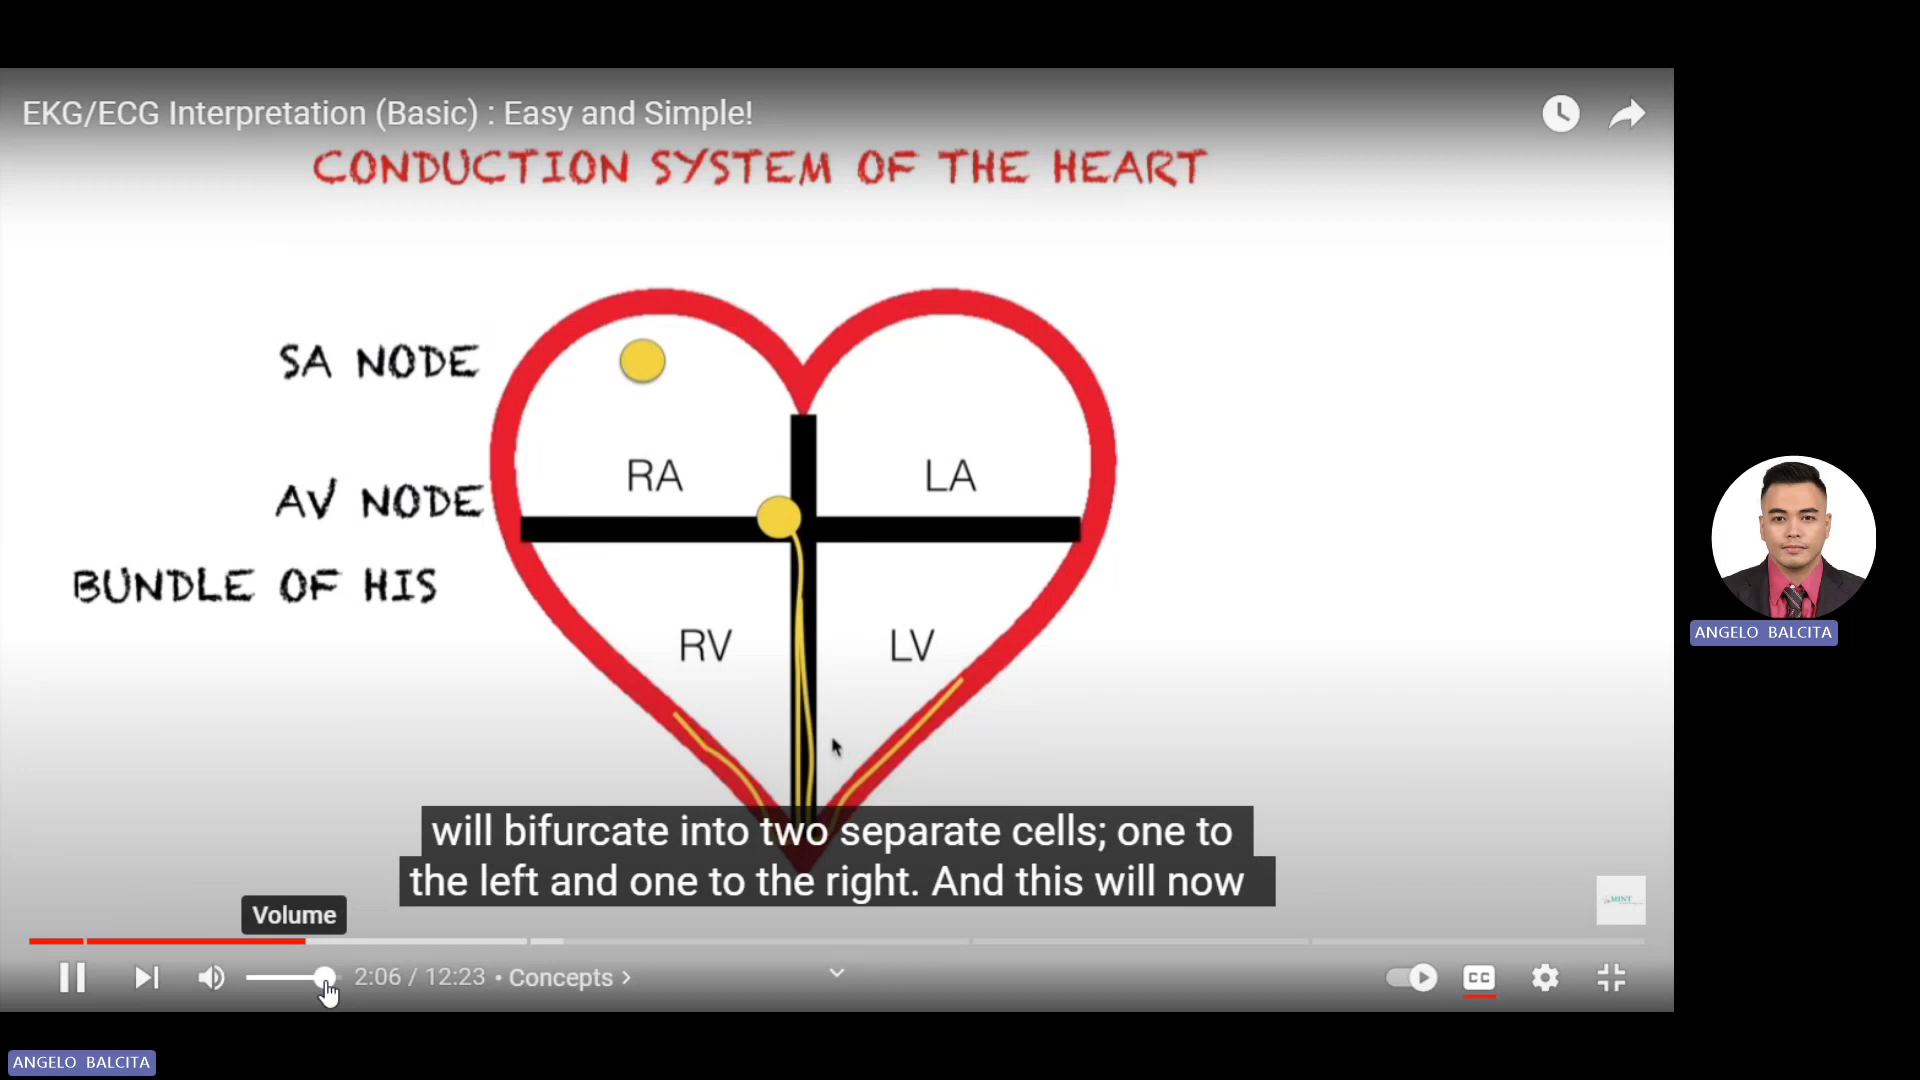 EKG/ECG Interpretation (Basic) : Easy and Simple!
CONDUCTION SYSTEM OF THE HEART
SA NODE
RA
LA
AV NODE
BUNDLE OF HIS
RV
LV
ANGELO BALCITA
will bifurcate into two separate cells; one to
the left and one to the right. And this will now
MINT
Volume
2:06 / 12:23 • Concepts >
CC
ANGELO BALCITA